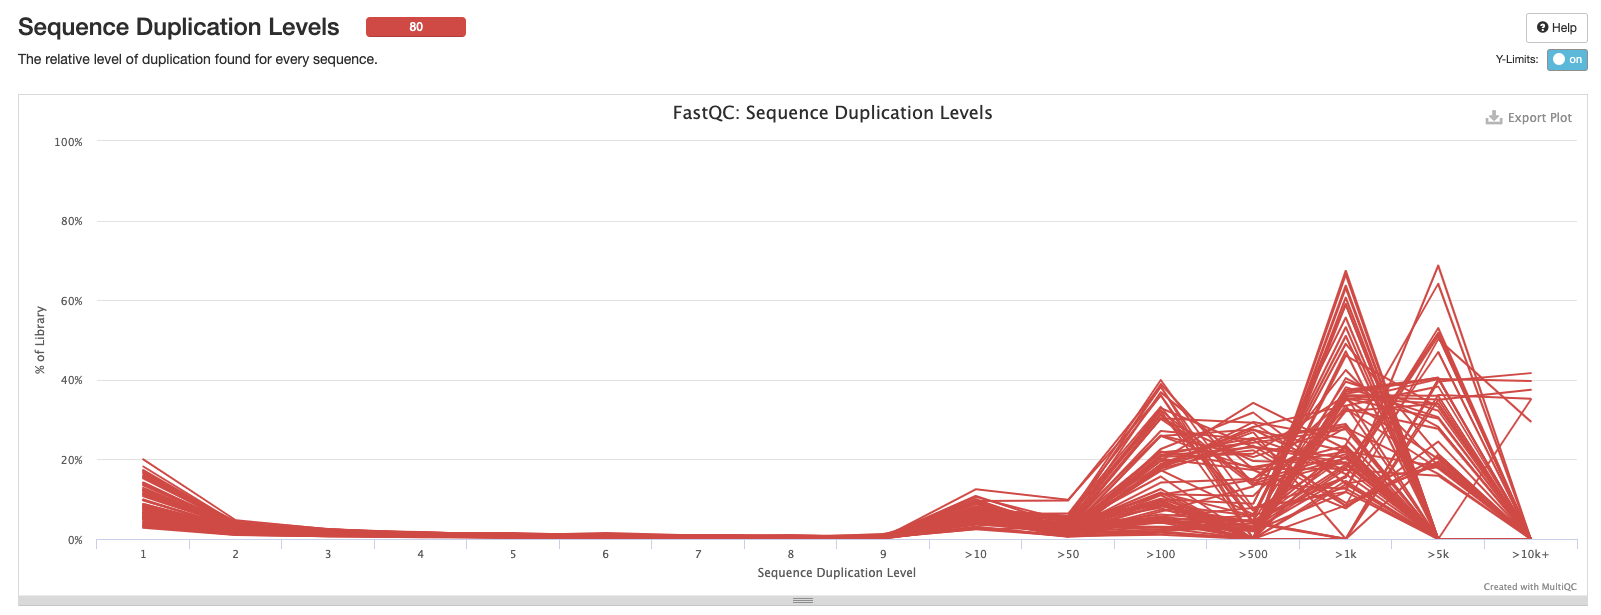 Sequence Duplication Levels 80
Help
The relative level of duplication found for every sequence.
Y-Limits: on
FastQC: Sequence Duplication Levels
Export Plot
100%
80%
60%
40%
20%
0%
% of Library
1 2 3 4 5 6 7 8 9 >10 >50 >100 >500 >1k >5k >10k+
Sequence Duplication Level
Created with MultiQC